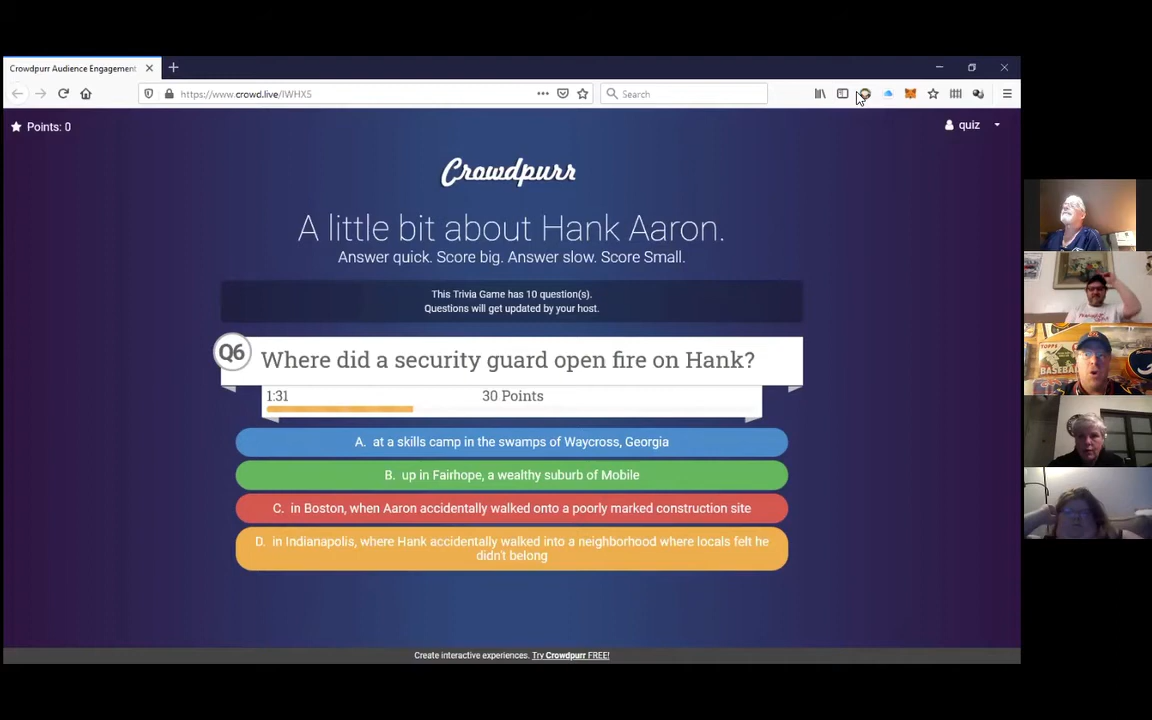 Crowdpurr Audience Engagement
https://www.crowd.live/IWHX5
Search
Points: 0
quiz
Crowdpurr
A little bit about Hank Aaron.
Answer quick. Score big. Answer slow. Score Small.
This Trivia Game has 10 question(s).
Questions will get updated by your host.
Q6
Where did a security guard open fire on Hank?
1:31
30 Points
A. at a skills camp in the swamps of Waycross, Georgia
B. up in Fairhope, a wealthy suburb of Mobile
C. in Boston, when Aaron accidentally walked onto a poorly marked construction site
D. in Indianapolis, where Hank accidentally walked into a neighborhood where locals felt he
didn't belong
Create interactive experiences. Try Crowdpurr FREE!
TOPPS
BASEBALL